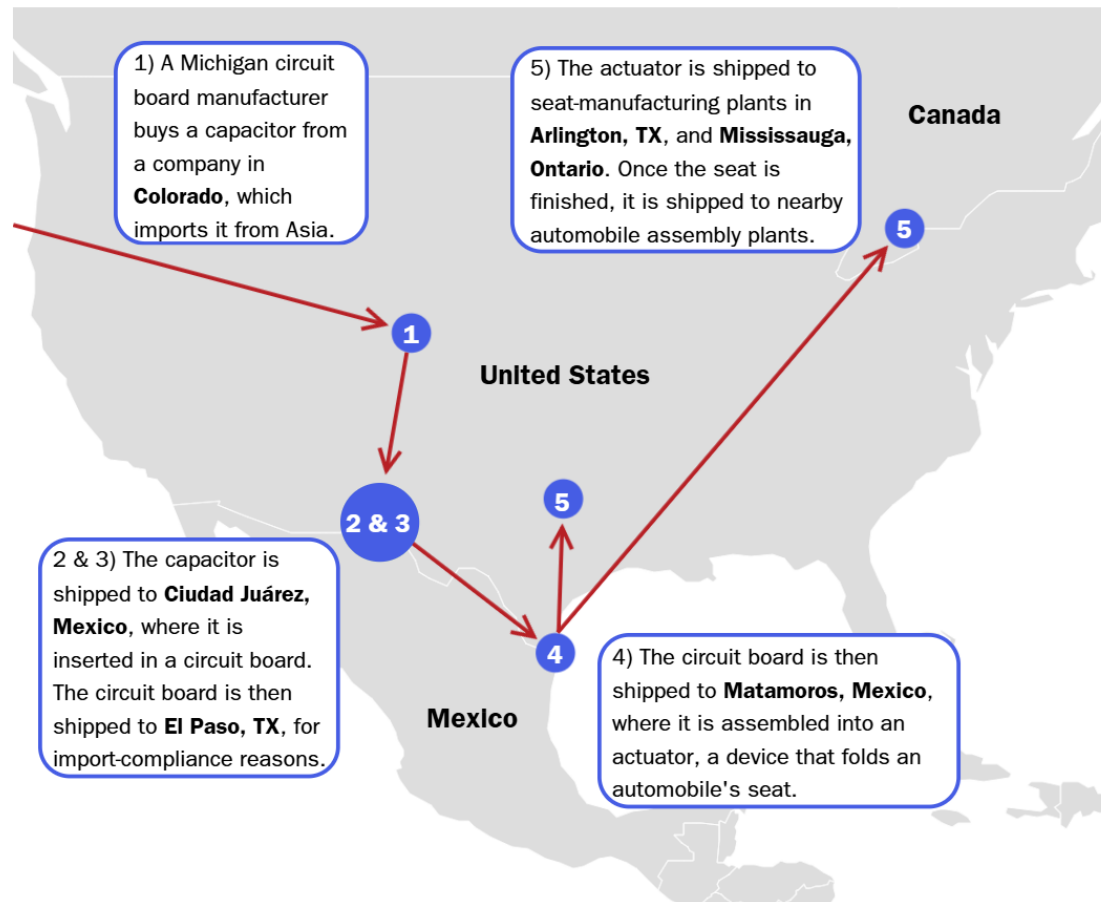 1) A Michigan circuit
board manufacturer
buys a capacitor from
a company in
Colorado, which
imports it from Asia.
5) The actuator is shipped to
seat-manufacturing plants in
Arlington, TX, and Mississauga,
Ontario. Once the seat is
finished, it is shipped to nearby
automobile assembly plants.
Canada
5
1
United States
5
2 & 3
2 & 3) The capacitor is
shipped to Ciudad Juárez,
Mexico, where it is
inserted in a circuit board.
The circuit board is then
shipped to El Paso, TX, for
import-compliance reasons.
4
Mexico
4) The circuit board is then
shipped to Matamoros, Mexico,
where it is assembled into an
actuator, a device that folds an
automobile's seat.